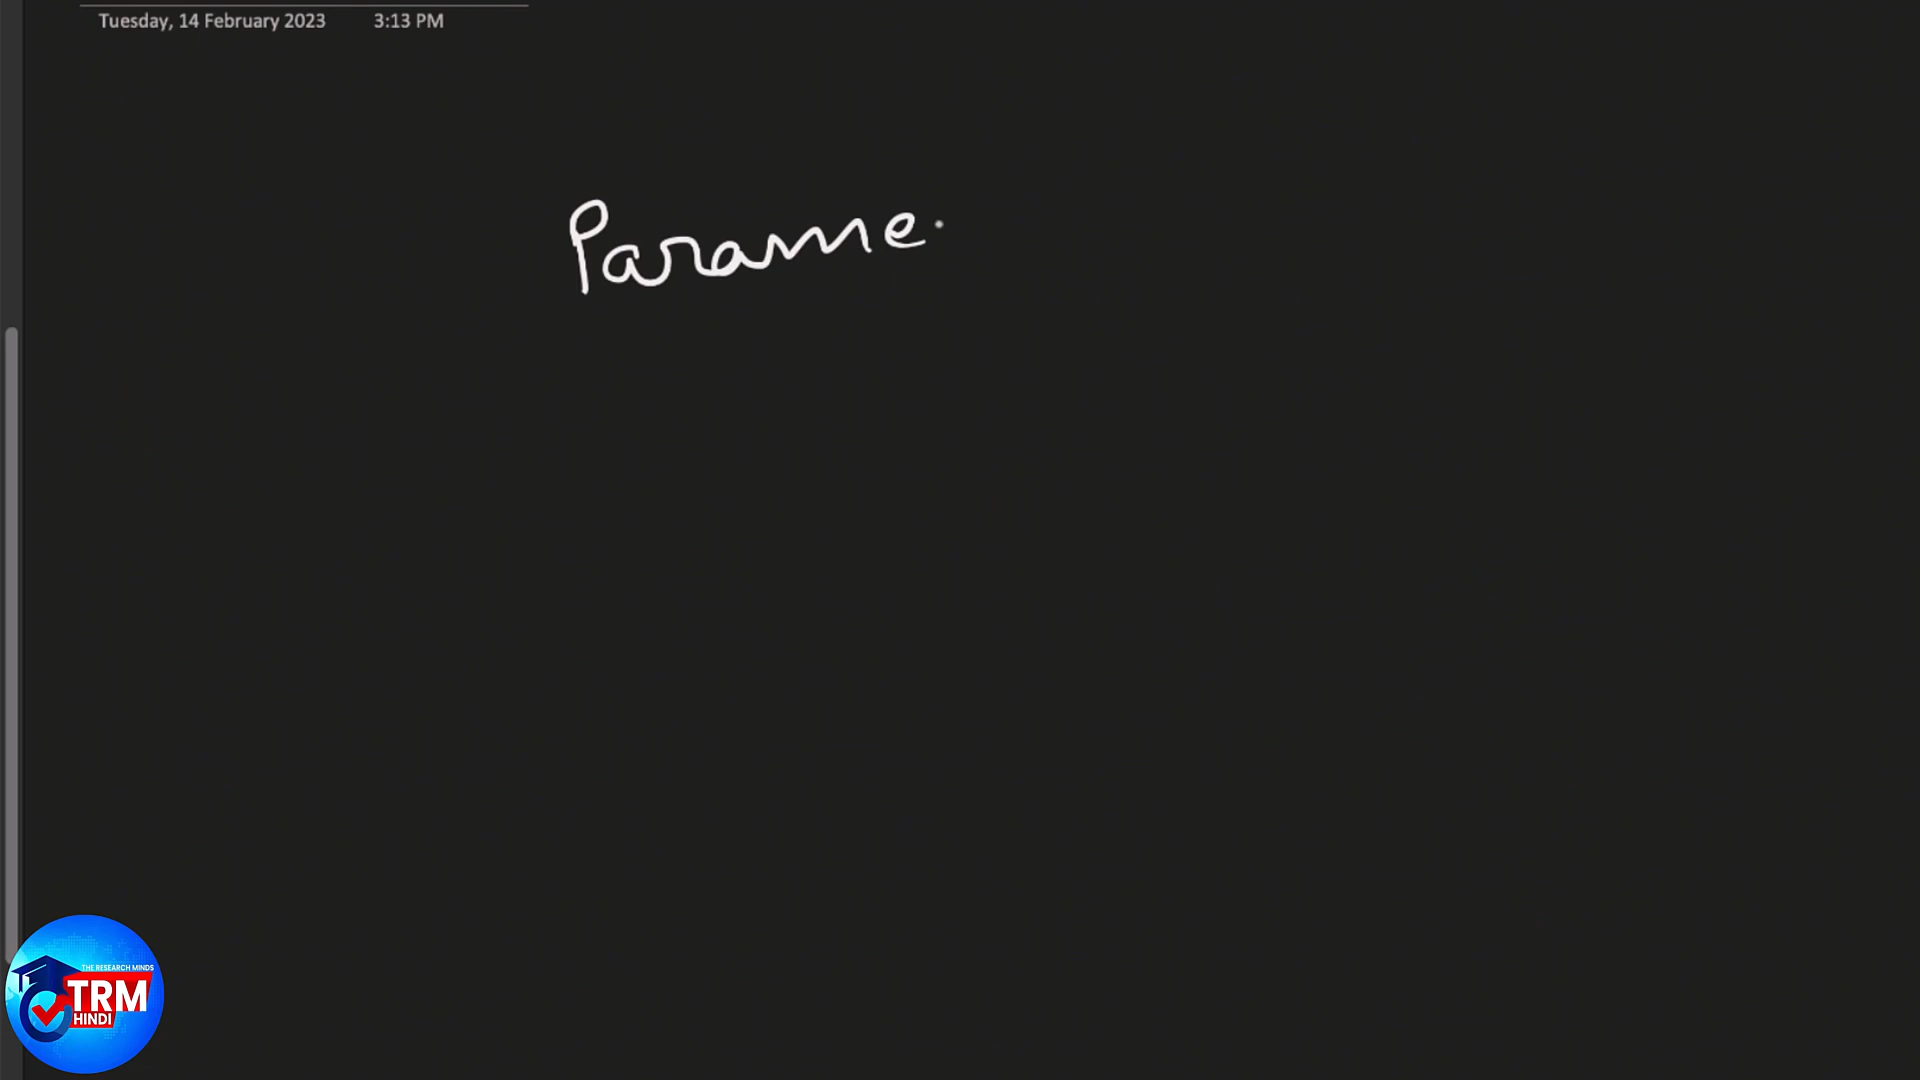 Tuesday, 14 February 2023 3:13 PM
Parame
THE RESEARCH MINDS
TRM
HINDI